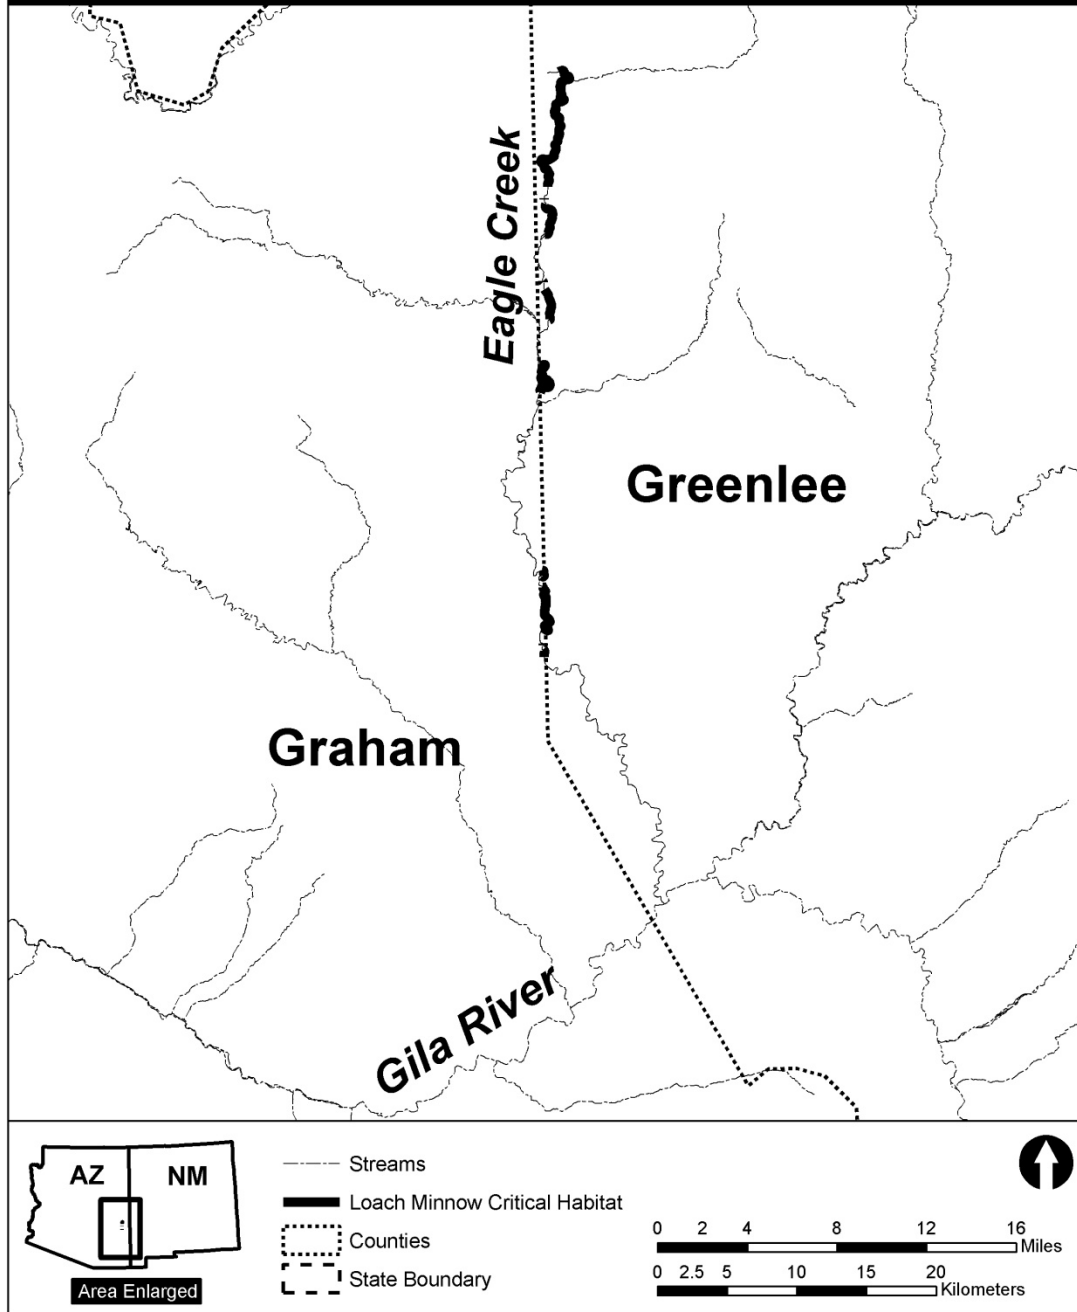 Eagle Creek
Greenlee
Graham
Gila River
AZ
NM
Area Enlarged
Streams
Loach Minnow Critical Habitat
Counties
State Boundary
0 2 4 8 12 16
Miles
0 2.5 5 10 15 20
Kilometers